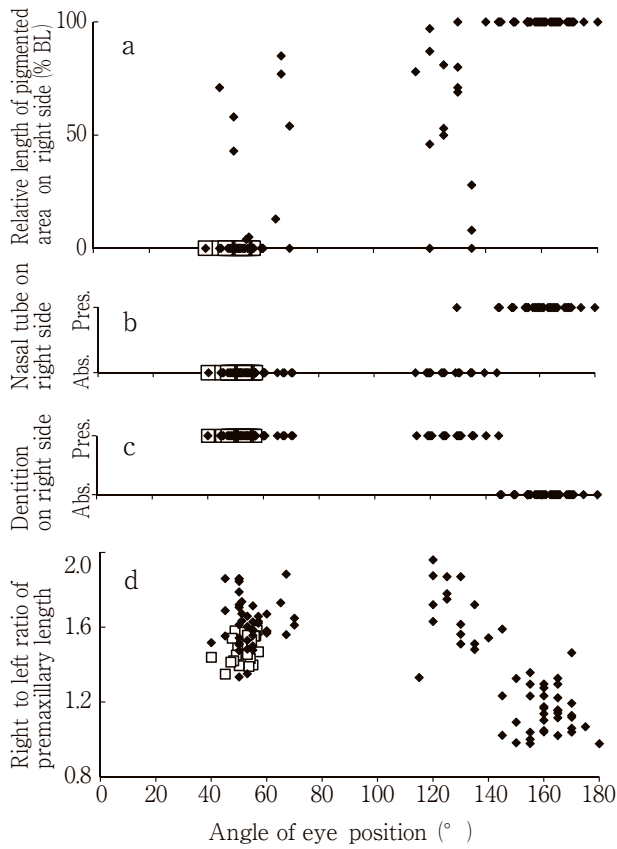 Relative length of pigmented
area on right side (% BL)
100
50
0
a
Nasal tube on
right side
Pres.
Abs.
b
Dentition
on right side
Pres.
Abs.
c
Right to left ratio of
premaxillary length
2.0
1.6
1.2
0.8
d
0 20 40 60 80 100 120 140 160 180
Angle of eye position (° )